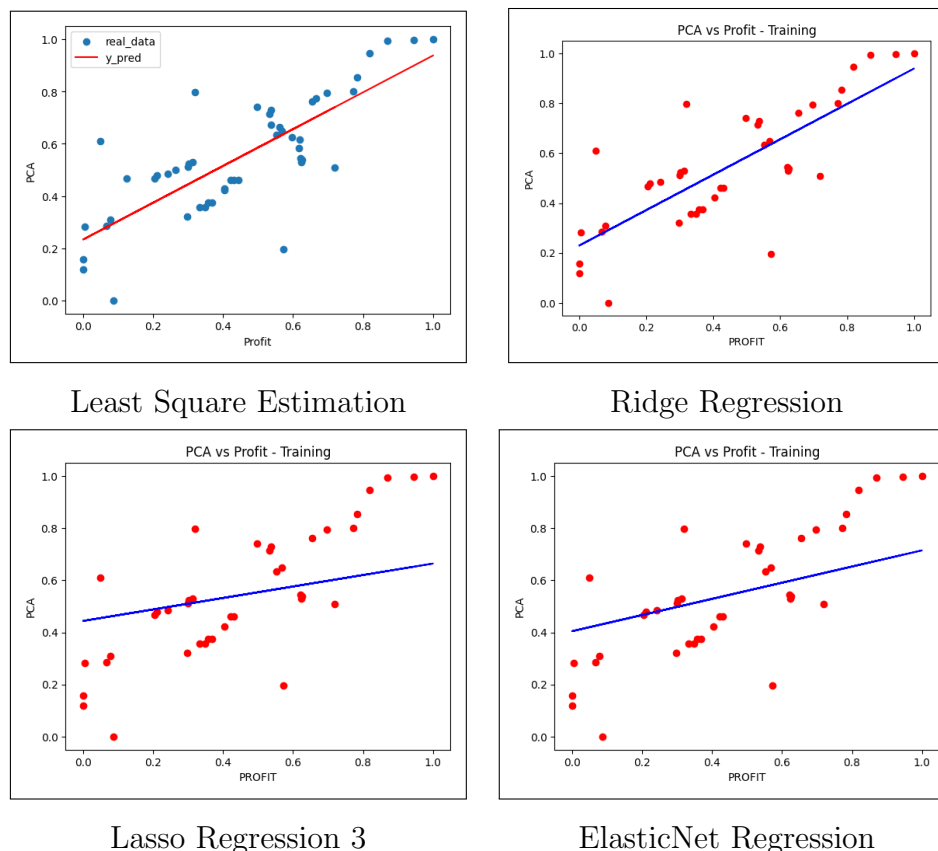 real_data
y_pred
PCA
1.0
0.8
0.6
0.4
0.2
0.0
0.0 0.2 0.4 0.6 0.8 1.0
Profit
Least Square Estimation
PCA vs Profit - Training
PCA
1.0
0.8
0.6
0.4
0.2
0.0
0.0 0.2 0.4 0.6 0.8 1.0
PROFIT
Ridge Regression
PCA vs Profit - Training
PCA
1.0
0.8
0.6
0.4
0.2
0.0
0.0 0.2 0.4 0.6 0.8 1.0
PROFIT
Lasso Regression 3
PCA vs Profit - Training
PCA
1.0
0.8
0.6
0.4
0.2
0.0
0.0 0.2 0.4 0.6 0.8 1.0
PROFIT
ElasticNet Regression